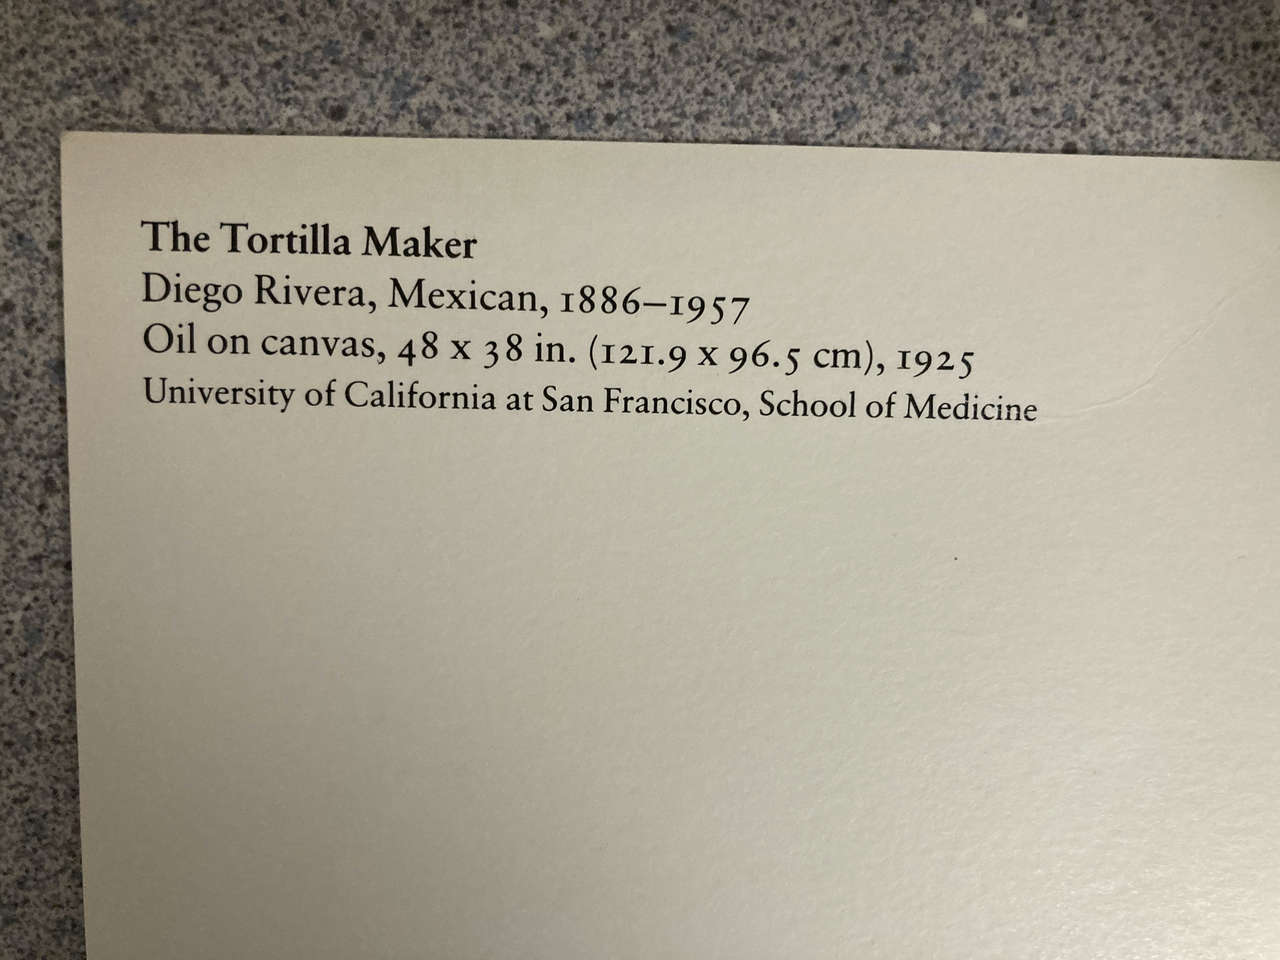 The Tortilla Maker
Diego Rivera, Mexican, 1886–1957
Oil on canvas, 48 x 38 in. (121.9 x 96.5 cm), 1925
University of California at San Francisco, School of Medicine